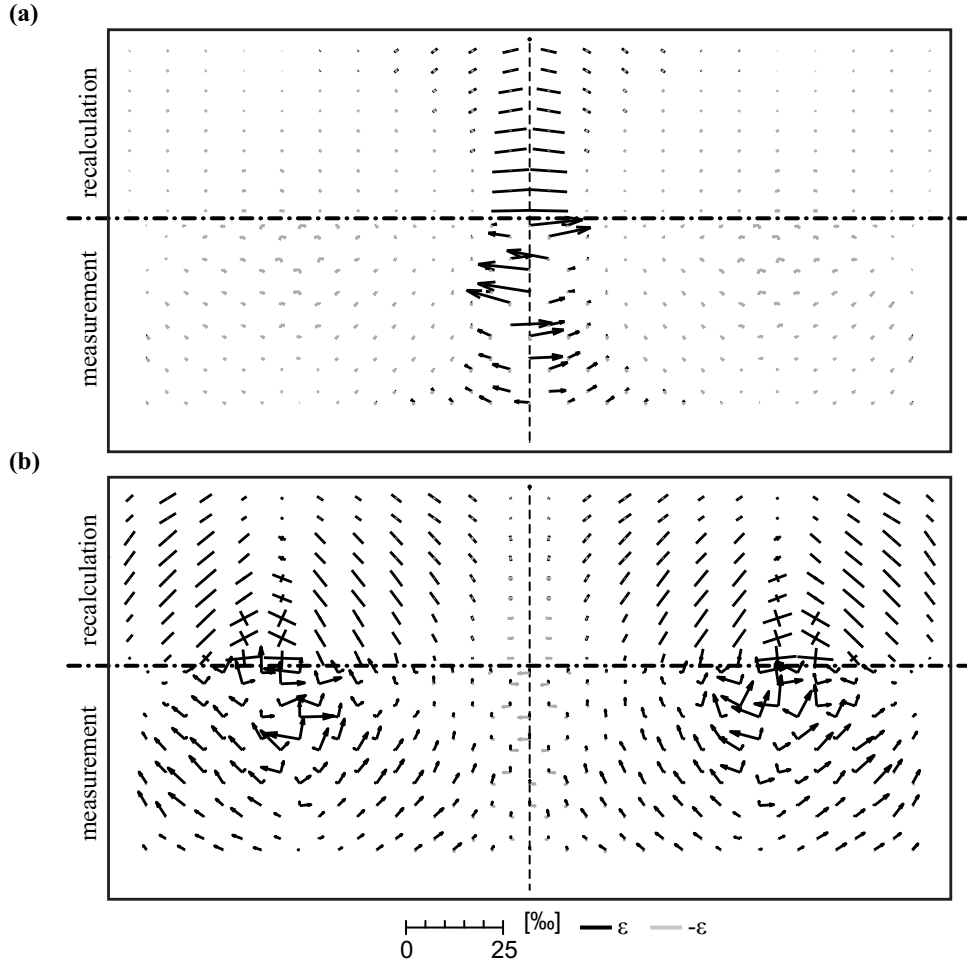 (a)
recalculation
measurement
(b)
recalculation
measurement
[‰] ε -ε
0 25